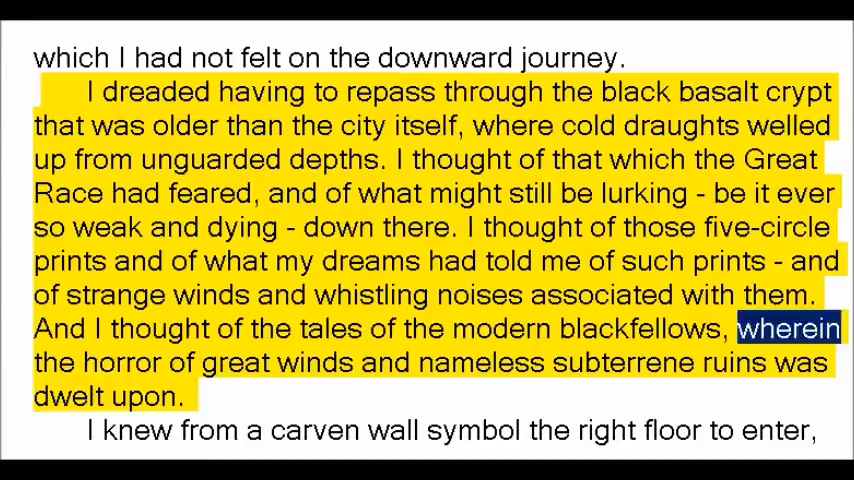 which I had not felt on the downward journey.
I dreaded having to repass through the black basalt crypt
that was older than the city itself, where cold draughts welled
up from unguarded depths. I thought of that which the Great
Race had feared, and of what might still be lurking - be it ever
so weak and dying - down there. I thought of those five-circle
prints and of what my dreams had told me of such prints - and
of strange winds and whistling noises associated with them.
And I thought of the tales of the modern blackfellows, wherein
the horror of great winds and nameless subterrene ruins was
dwelt upon.
I knew from a carven wall symbol the right floor to enter,